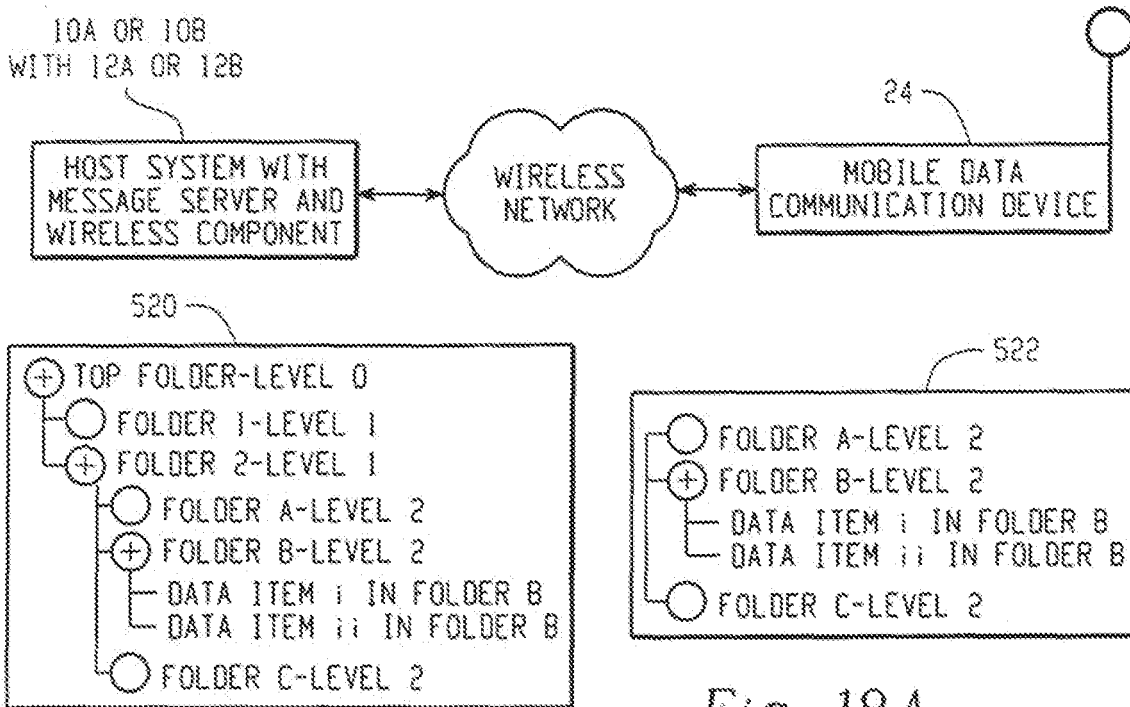 10A OR 10B
WITH 12A OR 12B
24
HOST SYSTEM WITH
MESSAGE SERVER AND
WIRELESS COMPONENT
WIRELESS
NETWORK
MOBILE DATA
COMMUNICATION DEVICE
520
TOP FOLDER-LEVEL 0
FOLDER 1-LEVEL 1
FOLDER 2-LEVEL 1
FOLDER A-LEVEL 2
FOLDER B-LEVEL 2
DATA ITEM i IN FOLDER B
DATA ITEM ii IN FOLDER B
FOLDER C-LEVEL 2
522
FOLDER A-LEVEL 2
FOLDER B-LEVEL 2
DATA ITEM i IN FOLDER B
DATA ITEM ii IN FOLDER B
FOLDER C-LEVEL 2